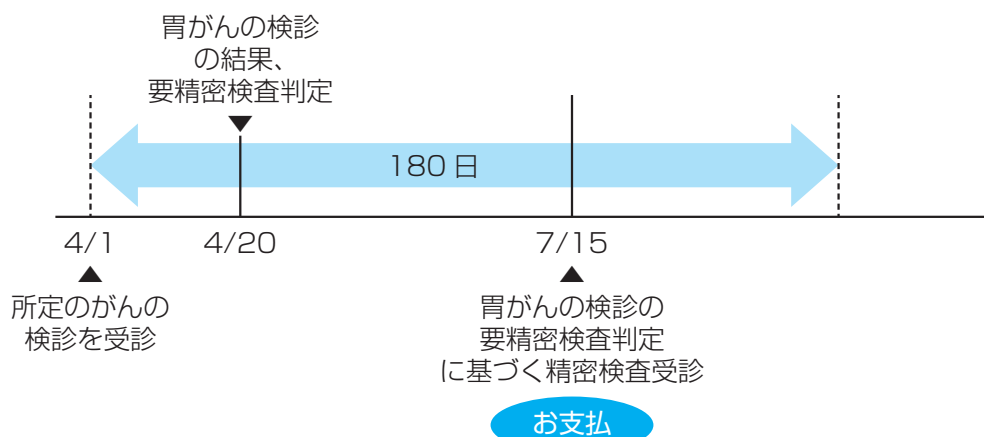 胃がんの検診
の結果、
要精密検査判定
180日
4/1
4/20
7/15
所定のがんの
検診を受診
胃がんの検診の
要精密検査判定
に基づく精密検査受診
お支払